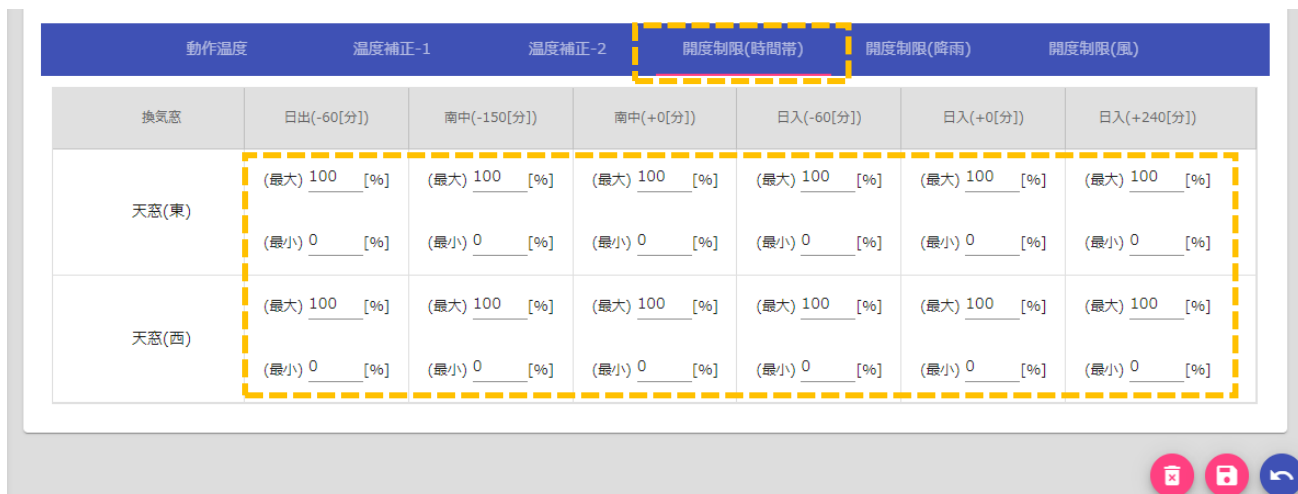 動作温度 温度補正-1 温度補正-2 開度制限(時間帯) 開度制限(降雨) 開度制限(風)
換気窓 日出(-60[分]) 南中(-150[分]) 南中(+0[分]) 日入(-60[分]) 日入(+0[分]) 日入(+240[分])
(最大) 100 [%] (最大) 100 [%] (最大) 100 [%] (最大) 100 [%] (最大) 100 [%] (最大) 100 [%]
天窓(東)
(最小) 0 [%] (最小) 0 [%] (最小) 0 [%] (最小) 0 [%] (最小) 0 [%] (最小) 0 [%]
(最大) 100 [%] (最大) 100 [%] (最大) 100 [%] (最大) 100 [%] (最大) 100 [%] (最大) 100 [%]
天窓(西)
(最小) 0 [%] (最小) 0 [%] (最小) 0 [%] (最小) 0 [%] (最小) 0 [%] (最小) 0 [%]